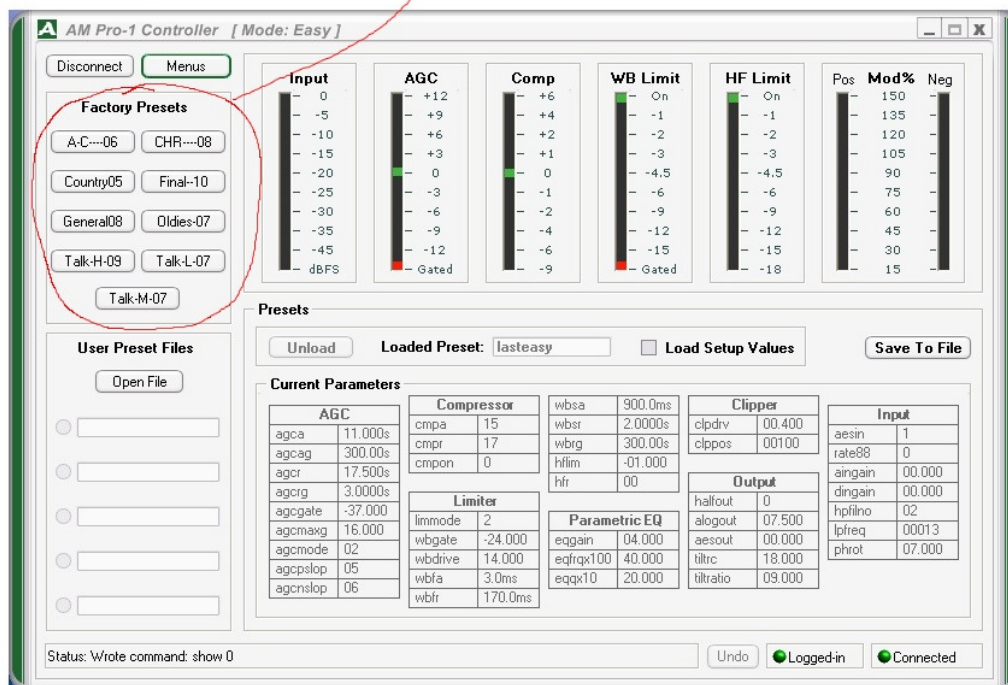 AM Pro-1 Controller [ Mode: Easy ]
Disconnect Menus
Factory Presets
A-C----06 CHR----08
Country05 Final--10
General08 Oldies-07
Talk-H-09 Talk-L-07
Talk-M-07
User Preset Files
Open File
Input
0
-5
-10
-15
-20
-25
-30
-35
-45
dBFS
AGC
+12
+9
+6
+3
0
-3
-6
-9
-12
Gated
Comp
+6
+4
+2
+1
0
-1
-2
-4
-6
-9
WB Limit
On
-1
-2
-3
-4.5
-6
-9
-12
-15
Gated
HF Limit
On
-1
-2
-3
-4.5
-6
-9
-12
-15
-18
Pos Mod% Neg
150
135
120
105
90
75
60
45
30
15
Presets
Unload Loaded Preset: lasteasy Load Setup Values Save To File
Current Parameters
AGC
agca 11.000s
agcag 300.00s
agcr 17.500s
agcrg 3.0000s
agcgate -37.000
agcmaxg 16.000
agcmode 02
agcpslop 05
agcnslop 06
Compressor
cmpa 15
cmpr 17
cmpon 0
Limiter
limmode 2
wbgate -24.000
wbdrive 14.000
wbfa 3.0ms
wbfr 170.0ms
wbsa 900.0ms
wbsr 2.0000s
wbrg 300.00s
hflim -01.000
hfr 00
Parametric EQ
eqgain 04.000
eqfrqx100 40.000
eqqx10 20.000
Clipper
clpdrv 00.400
clppos 00100
Output
halfout 0
alogout 07.500
aesout 00.000
tiltrc 18.000
tiltratio 09.000
Input
aesin 1
rate88 0
aingain 00.000
dingain 00.000
hpfilno 02
lpfreq 00013
phrot 07.000
Status: Wrote command: show 0 Undo Logged-in Connected